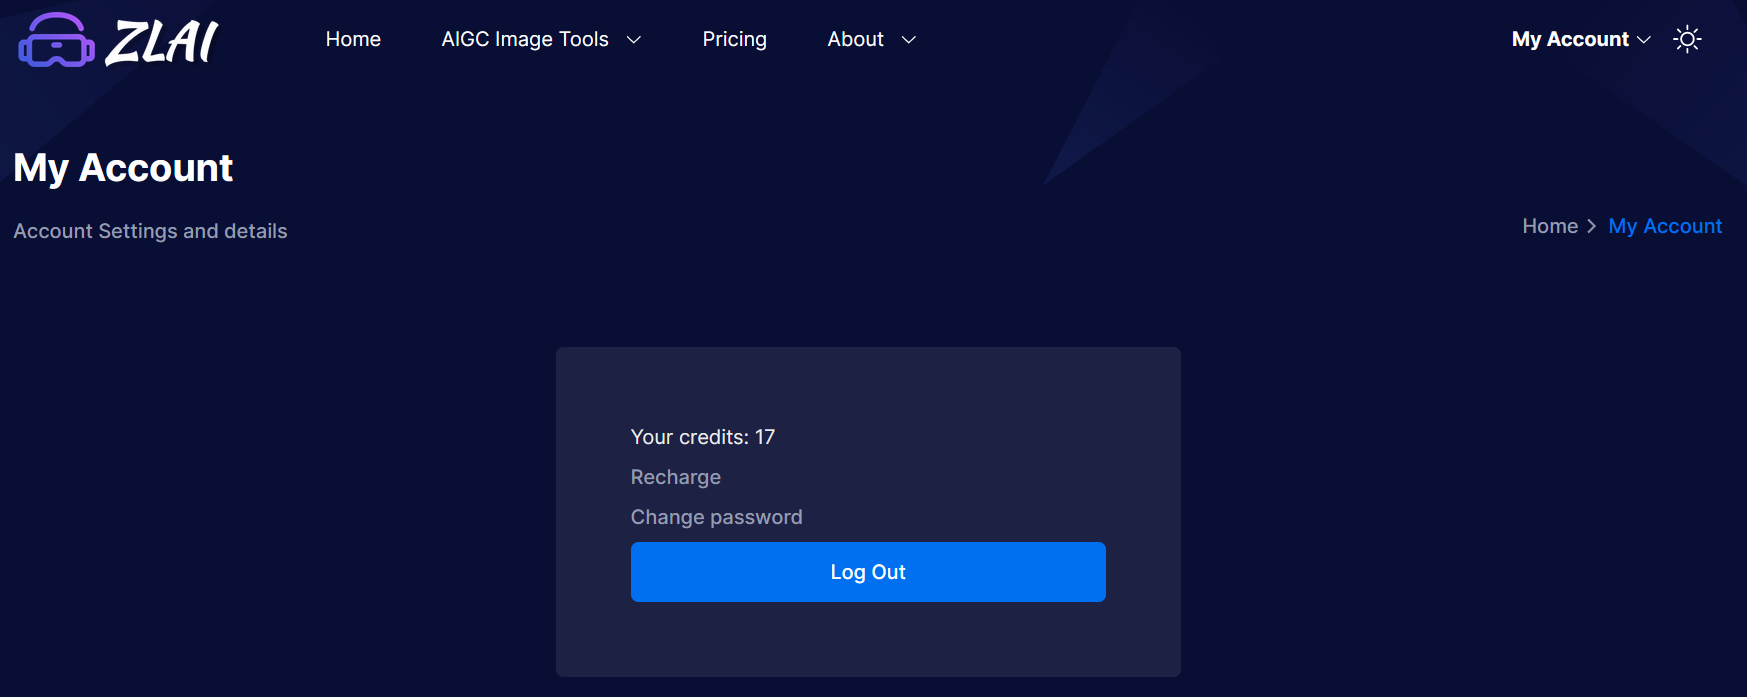 ZLAI Home AIGC Image Tools Pricing About My Account
My Account
Account Settings and details
Home My Account
Your credits: 17
Recharge
Change password
Log Out